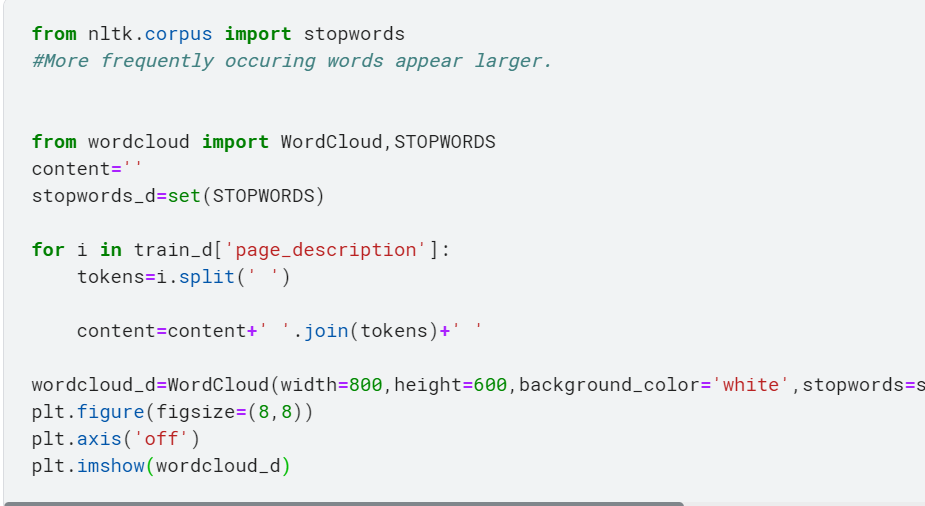 from nltk.corpus import stopwords
#More frequently occuring words appear larger.
from wordcloud import WordCloud,STOPWORDS
content=''
stopwords_d=set(STOPWORDS)
for i in train_d['page_description']:
    tokens=i.split(' ')
    content=content+' '.join(tokens)+' '
wordcloud_d=WordCloud(width=800,height=600,background_color='white',stopwords=s
plt.figure(figsize=(8,8))
plt.axis('off')
plt.imshow(wordcloud_d)